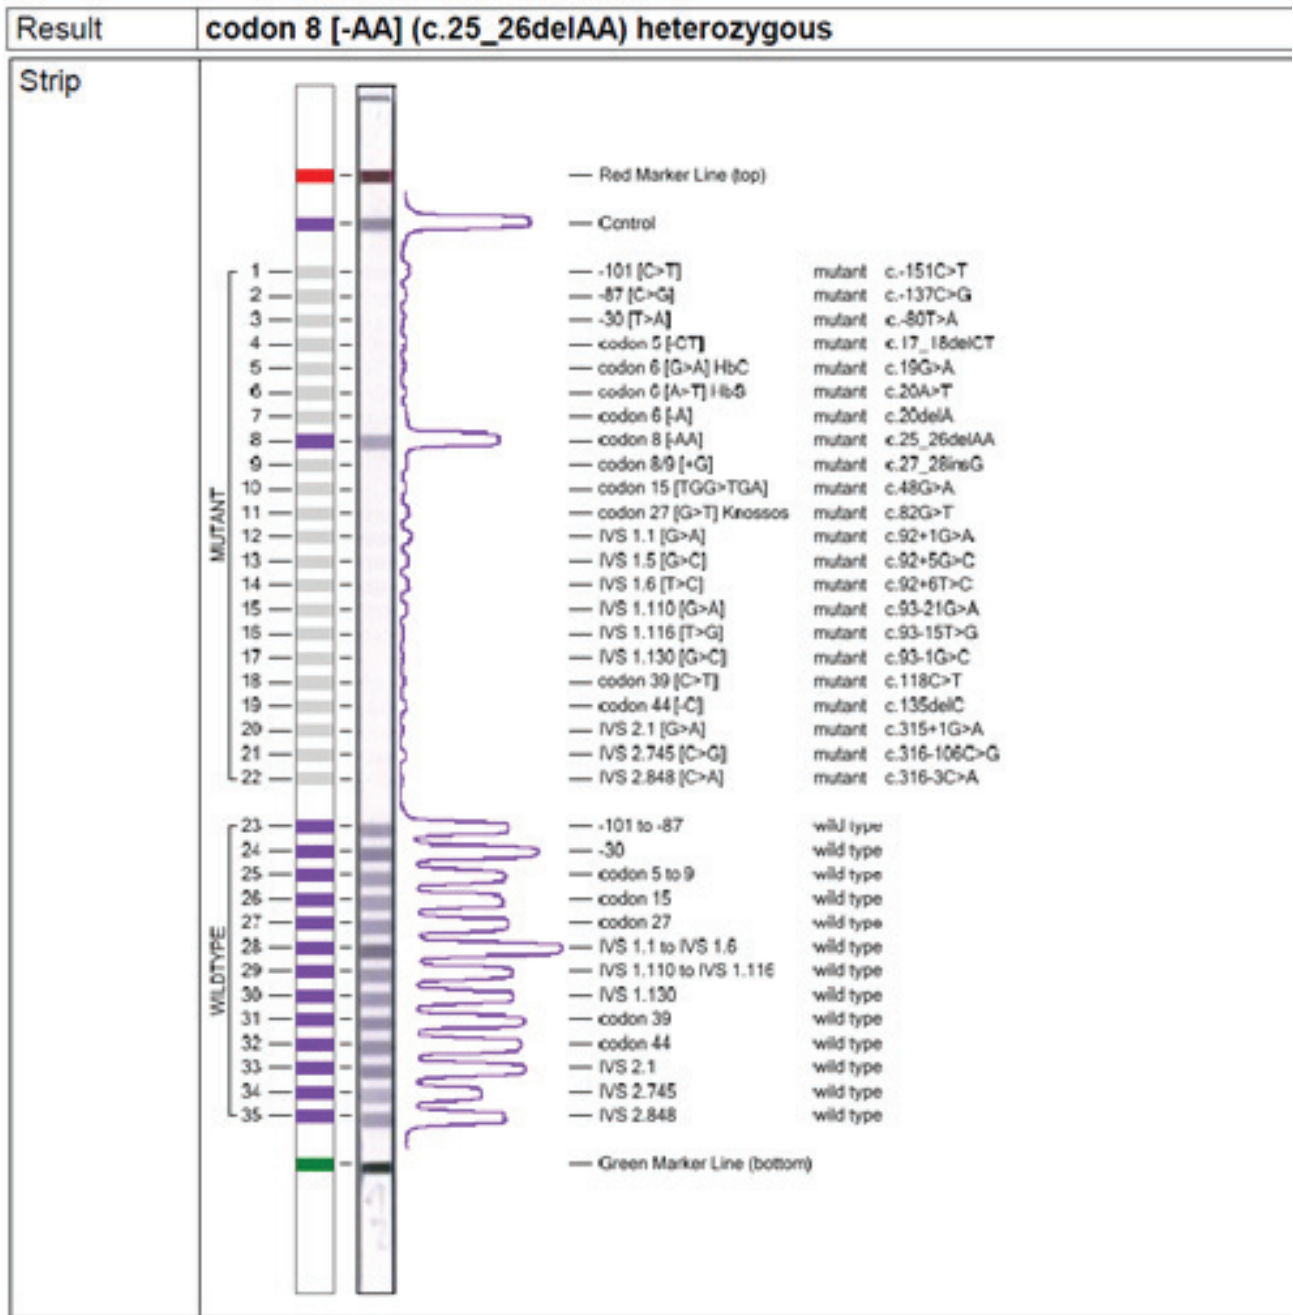 Result codon 8 [-AA] (c.25_26delAA) heterozygous
Strip
Red Marker Line (top)
Control
MUTANT
1 -101 [C>T] mutant c.-151C>T
2 -87 [C>G] mutant c.-137C>G
3 -30 [T>A] mutant c.-80T>A
4 codon 5 [-CT] mutant c.17_18delCT
5 codon 6 [G>A] HbC mutant c.19G>A
6 codon 6 [A>T] HbS mutant c.20A>T
7 codon 6 [-A] mutant c.20delA
8 codon 8 [-AA] mutant c.25_26delAA
9 codon 8/9 [+G] mutant c.27_28insG
10 codon 15 [TGG>TGA] mutant c.48G>A
11 codon 27 [G>T] Knossos mutant c.82G>T
12 IVS 1.1 [G>A] mutant c.92+1G>A
13 IVS 1.5 [G>C] mutant c.92+5G>C
14 IVS 1.6 [T>C] mutant c.92+6T>C
15 IVS 1.110 [G>A] mutant c.93-21G>A
16 IVS 1.116 [T>G] mutant c.93-15T>G
17 IVS 1.130 [G>C] mutant c.93-1G>C
18 codon 39 [C>T] mutant c.118C>T
19 codon 44 [-C] mutant c.135delC
20 IVS 2.1 [G>A] mutant c.315+1G>A
21 IVS 2.745 [C>G] mutant c.316-106C>G
22 IVS 2.848 [C>A] mutant c.316-3C>A
WILDTYPE
23 -101 to -87 wild type
24 -30 wild type
25 codon 5 to 9 wild type
26 codon 15 wild type
27 codon 27 wild type
28 IVS 1.1 to IVS 1.6 wild type
29 IVS 1.110 to IVS 1.116 wild type
30 IVS 1.130 wild type
31 codon 39 wild type
32 codon 44 wild type
33 IVS 2.1 wild type
34 IVS 2.745 wild type
35 IVS 2.848 wild type
Green Marker Line (bottom)